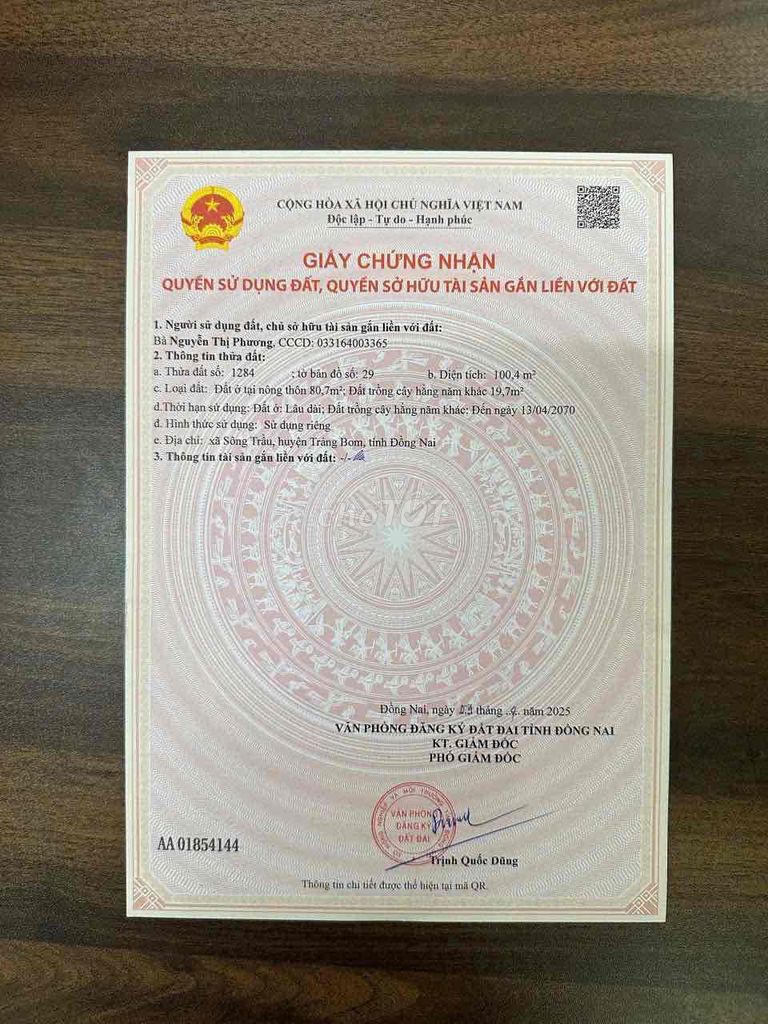 CỘNG HÒA XÃ HỘI CHỦ NGHĨA VIỆT NAM
Độc lập - Tự do - Hạnh phúc
GIẤY CHỨNG NHẬN
QUYỀN SỬ DỤNG ĐẤT, QUYỀN SỞ HỮU TÀI SẢN GẮN LIỀN VỚI ĐẤT
1. Người sử dụng đất, chủ sở hữu tài sản gắn liền với đất:
Bà Nguyễn Thị Phương, CCCD: 033164003365
2. Thông tin thửa đất:
a. Thửa đất số: 1284 ; tờ bản đồ số: 29 b. Diện tích: 100,4 m²
c. Loại đất: Đất ở tại nông thôn 80,7m²; Đất trồng cây hằng năm khác 19,7m²
d.Thời hạn sử dụng: Đất ở: Lâu dài; Đất trồng cây hằng năm khác: Đến ngày 13/04/2070
đ. Hình thức sử dụng: Sử dụng riêng
e. Địa chỉ: xã Sông Trầu, huyện Trảng Bom, tỉnh Đồng Nai
3. Thông tin tài sản gắn liền với đất: -/-
chợTỐT
Đồng Nai, ngày tháng năm 2025
VĂN PHÒNG ĐĂNG KÝ ĐẤT ĐAI TỈNH ĐỒNG NAI
KT. GIÁM ĐỐC
PHÓ GIÁM ĐỐC
VĂN PHÒNG
ĐĂNG KÝ
ĐẤT ĐAI
AA 01854144
Trịnh Quốc Dũng
Thông tin chi tiết được thể hiện tại mã QR.